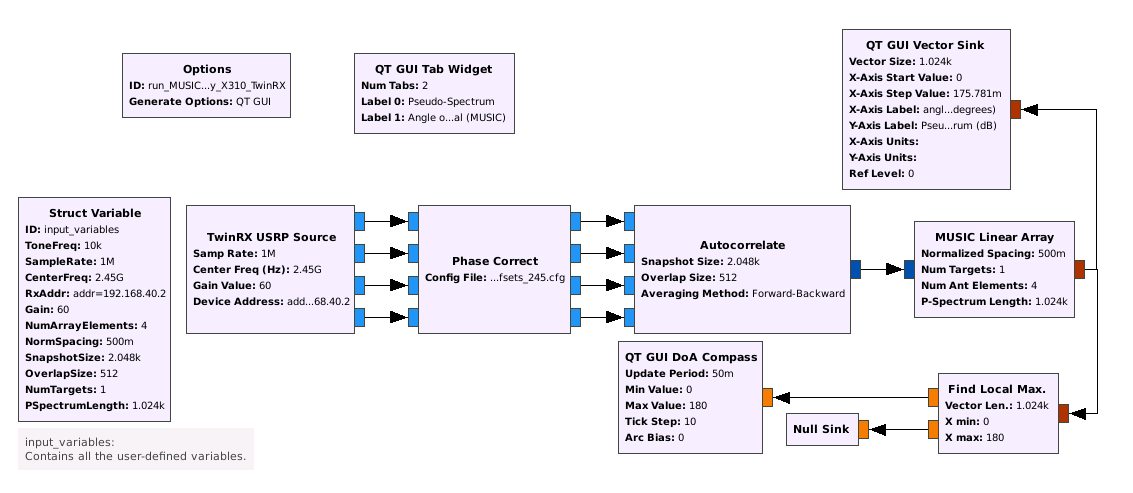 Options
ID: run_MUSIC...y_X310_TwinRX
Generate Options: QT GUI
QT GUI Tab Widget
Num Tabs: 2
Label 0: Pseudo-Spectrum
Label 1: Angle o...al (MUSIC)
QT GUI Vector Sink
Vector Size: 1.024k
X-Axis Start Value: 0
X-Axis Step Value: 175.781m
X-Axis Label: angl...degrees)
Y-Axis Label: Pseu...rum (dB)
X-Axis Units:
Y-Axis Units:
Ref Level: 0
Struct Variable
ID: input_variables
ToneFreq: 10k
SampleRate: 1M
CenterFreq: 2.45G
RxAddr: addr=192.168.40.2
Gain: 60
NumArrayElements: 4
NormSpacing: 500m
SnapshotSize: 2.048k
OverlapSize: 512
NumTargets: 1
PSpectrumLength: 1.024k
TwinRX USRP Source
Samp Rate: 1M
Center Freq (Hz): 2.45G
Gain Value: 60
Device Address: add...68.40.2
Phase Correct
Config File: ...fsets_245.cfg
Autocorrelate
Snapshot Size: 2.048k
Overlap Size: 512
Averaging Method: Forward-Backward
MUSIC Linear Array
Normalized Spacing: 500m
Num Targets: 1
Num Ant Elements: 4
P-Spectrum Length: 1.024k
QT GUI DoA Compass
Update Period: 50m
Min Value: 0
Max Value: 180
Tick Step: 10
Arc Bias: 0
Null Sink
Find Local Max.
Vector Len.: 1.024k
X min: 0
X max: 180
input_variables:
Contains all the user-defined variables.